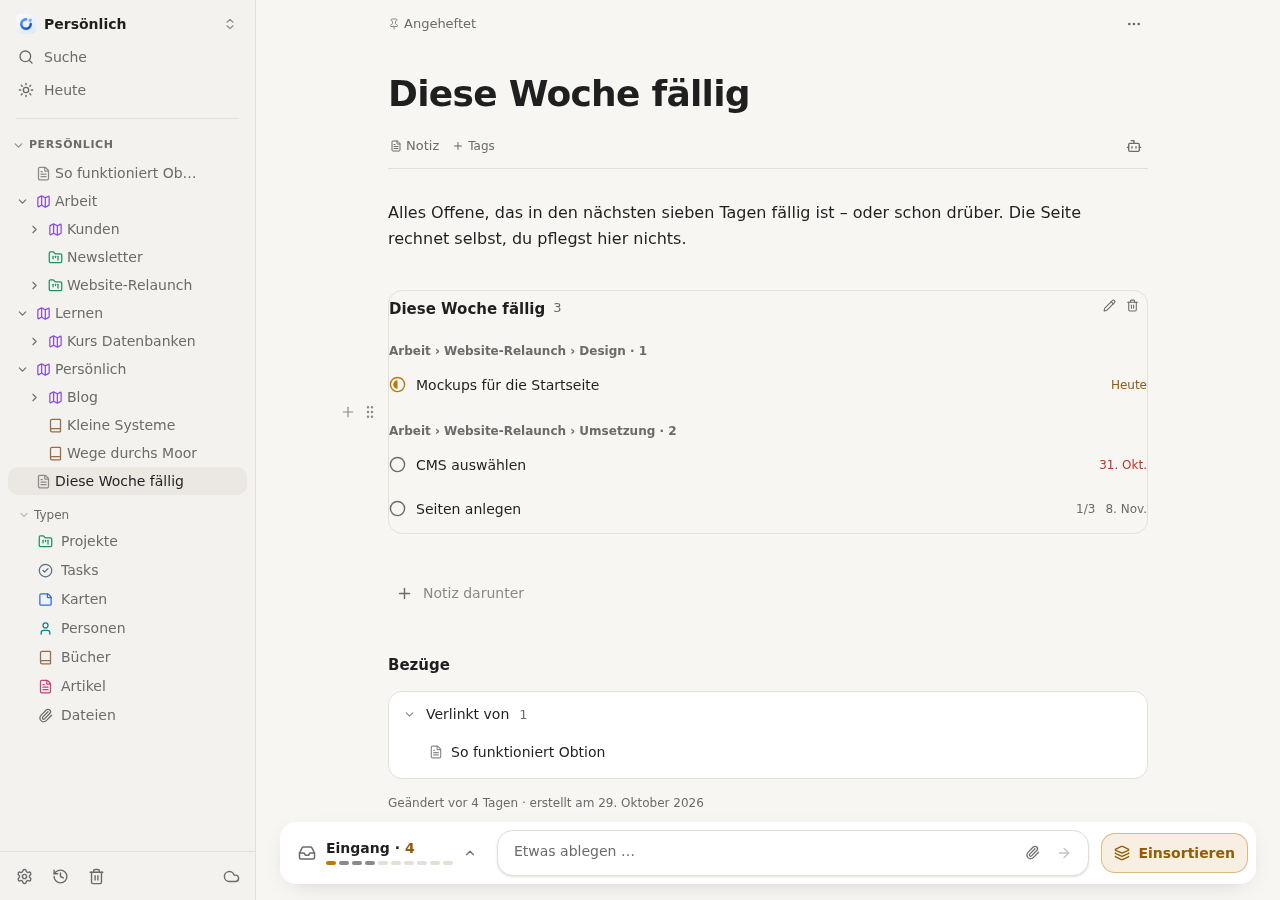 Persönlich
Suche
Heute
PERSÖNLICH
So funktioniert Ob…
Arbeit
Kunden
Newsletter
Website-Relaunch
Lernen
Kurs Datenbanken
Persönlich
Blog
Kleine Systeme
Wege durchs Moor
Diese Woche fällig
Typen
Projekte
Tasks
Karten
Personen
Bücher
Artikel
Dateien
Angeheftet
Diese Woche fällig
Notiz + Tags
Alles Offene, das in den nächsten sieben Tagen fällig ist – oder schon drüber. Die Seite
rechnet selbst, du pflegst hier nichts.
Diese Woche fällig 3
Arbeit › Website-Relaunch › Design · 1
Mockups für die Startseite Heute
Arbeit › Website-Relaunch › Umsetzung · 2
CMS auswählen 31. Okt.
Seiten anlegen 1/3 8. Nov.
Notiz darunter
Bezüge
Verlinkt von 1
So funktioniert Obtion
Geändert vor 4 Tagen · erstellt am 29. Oktober 2026
Eingang · 4
Etwas ablegen …
Einsortieren